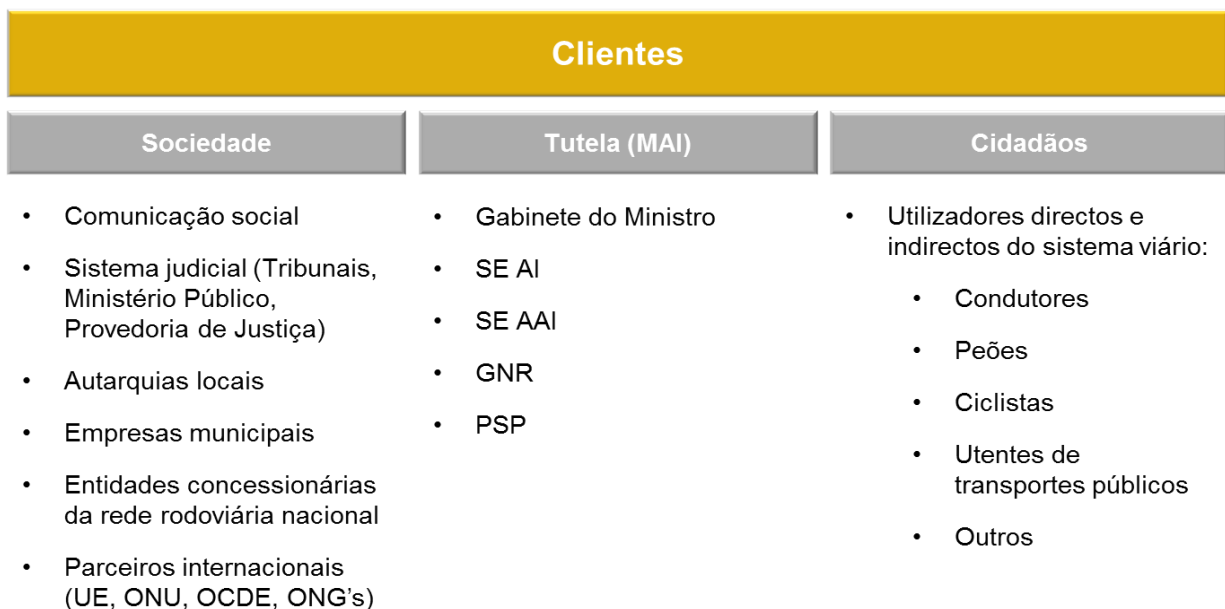 Clientes
Sociedade
• Comunicação social
• Sistema judicial (Tribunais,
Ministério Público,
Provedoria de Justiça)
• Autarquias locais
• Empresas municipais
• Entidades concessionárias
da rede rodoviária nacional
• Parceiros internacionais
(UE, ONU, OCDE, ONG’s)
Tutela (MAI)
• Gabinete do Ministro
• SE AI
• SE AAI
• GNR
• PSP
Cidadãos
• Utilizadores directos e
indirectos do sistema viário:
• Condutores
• Peões
• Ciclistas
• Utentes de
transportes públicos
• Outros